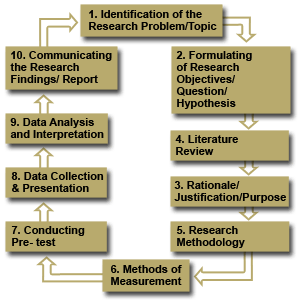 1. Identification of the
Research Problem/Topic
2. Formulating
of Research
Objectives/
Question/
Hypothesis
4. Literature
Review
3. Rationale/
Justification/Purpose
5. Research
Methodology
6. Methods of
Measurement
7. Conducting
Pre- test
8. Data Collection
& Presentation
9. Data Analysis
and Interpretation
10. Communicating
the Research
Findings/ Report